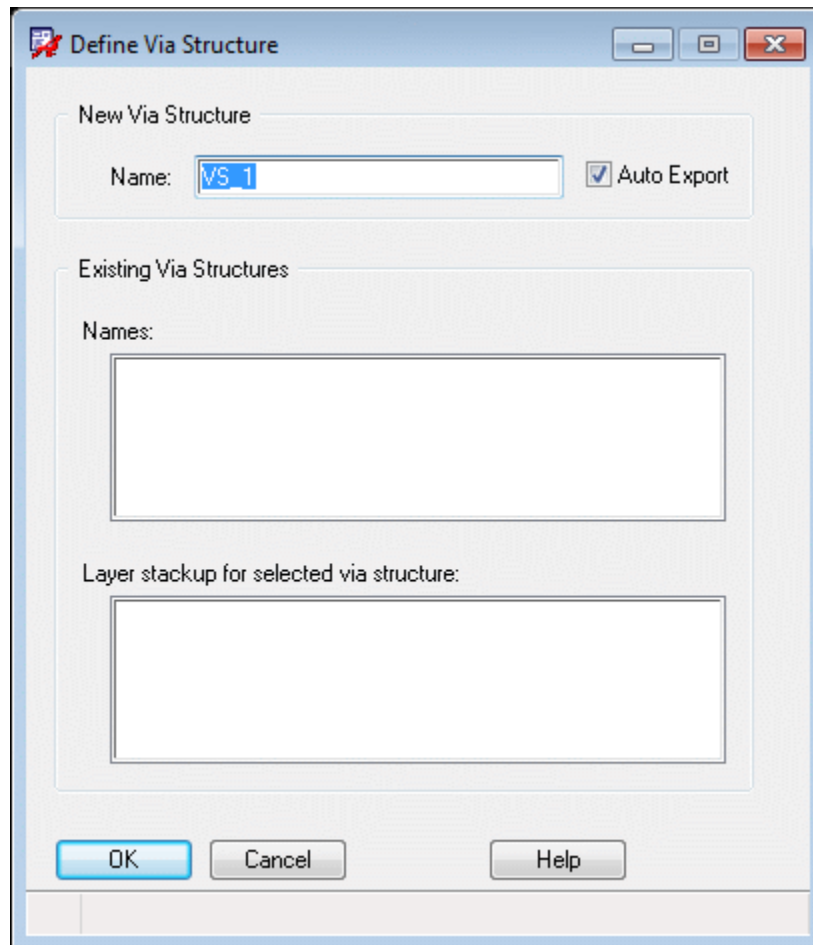 Define Via Structure
New Via Structure
Name: VS_1 Auto Export
Existing Via Structures
Names:
Layer stackup for selected via structure:
OK Cancel Help